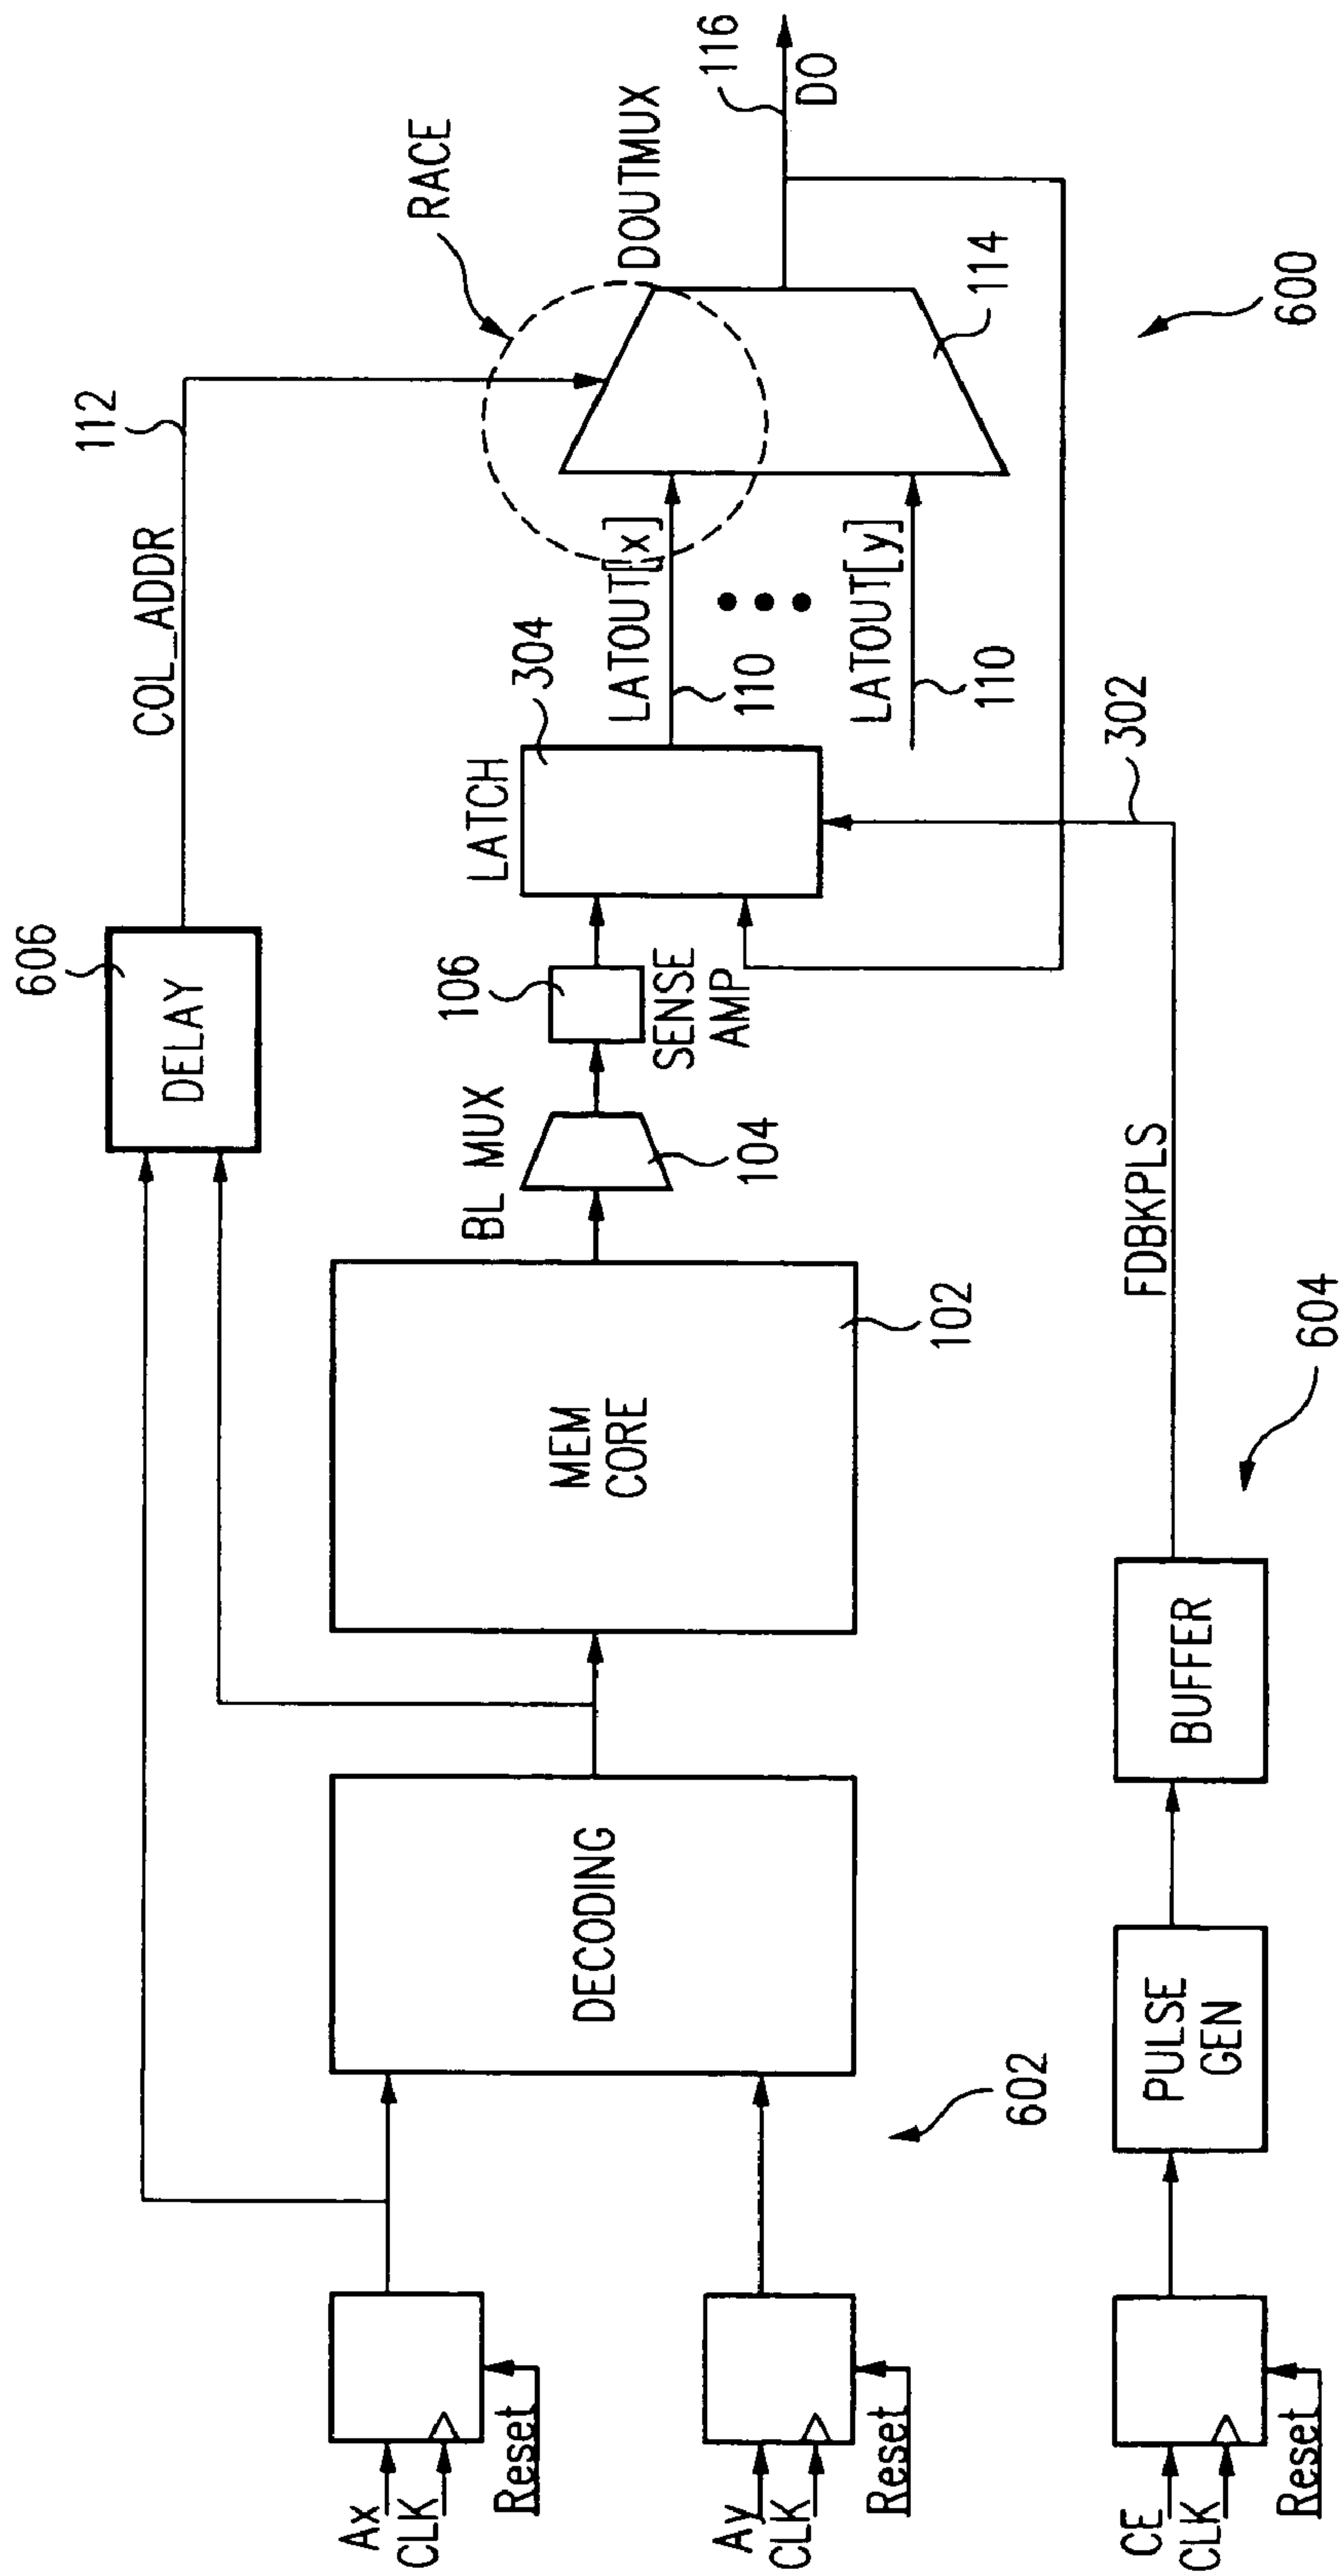 606
DELAY
COL_ADDR
112
RACE
DOUTMUX
116
DO
BL MUX
104
106
SENSE
AMP
LATCH
304
LATOUT[x]
110
LATOUT[y]
110
114
MEM
CORE
102
DECODING
602
Ax
CLK
Reset
Ay
CLK
Reset
CE
CLK
Reset
PULSE
GEN
BUFFER
FDBKPLS
302
604
600